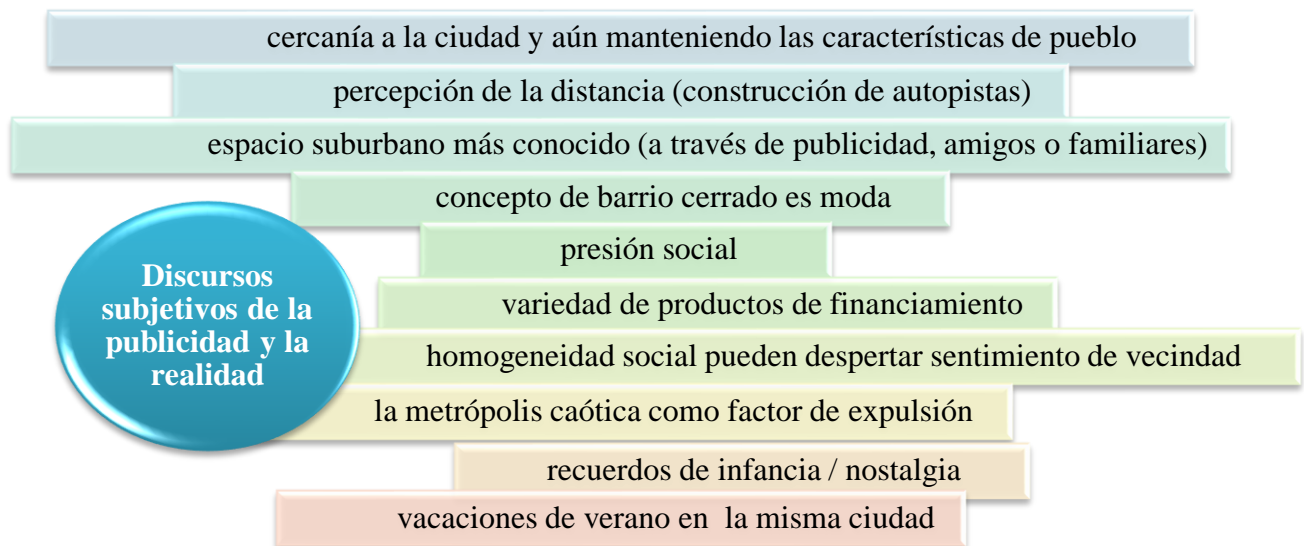 cercanía a la ciudad y aún manteniendo las características de pueblo
percepción de la distancia (construcción de autopistas)
espacio suburbano más conocido (a través de publicidad, amigos o familiares)
concepto de barrio cerrado es moda
presión social
variedad de productos de financiamiento
homogeneidad social pueden despertar sentimiento de vecindad
la metrópolis caótica como factor de expulsión
recuerdos de infancia / nostalgia
vacaciones de verano en la misma ciudad
Discursos
subjetivos de la
publicidad y la
realidad